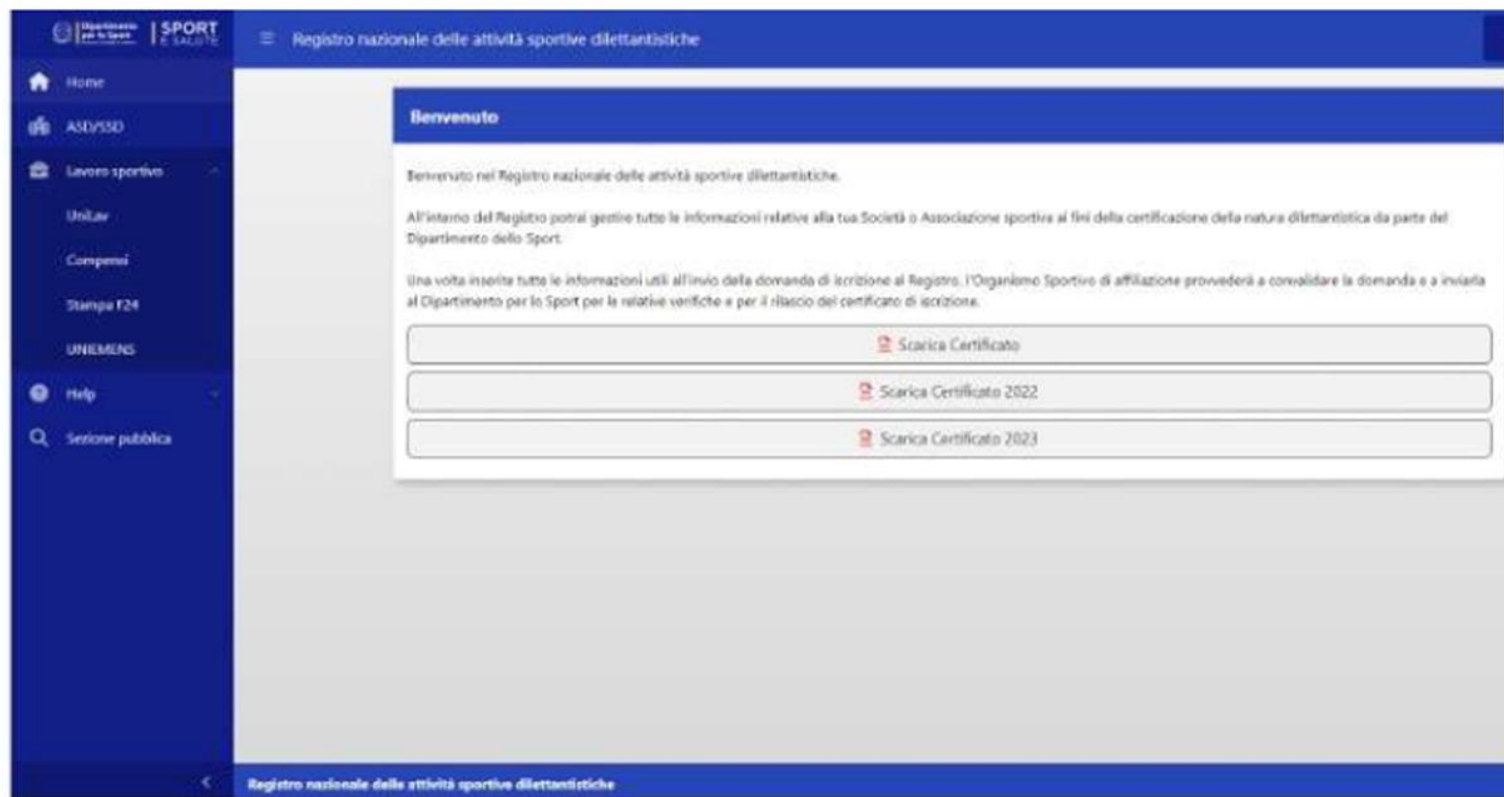 Dipartimento
per lo Sport
SPORT
E SALUTE
Registro nazionale delle attività sportive dilettantistiche
Home
ASD/SSD
Lavoro sportivo
UniLav
Compensi
Stampa F24
UNIEMENS
Help
Sezione pubblica
Benvenuto
Benvenuto nel Registro nazionale delle attività sportive dilettantistiche.
All'interno del Registro potrai gestire tutte le informazioni relative alla tua Società o Associazione sportiva ai fini della certificazione della natura dilettantistica da parte del
Dipartimento dello Sport.
Una volta inserite tutte le informazioni utili all'invio della domanda di iscrizione al Registro, l'Organismo Sportivo di affiliazione provvederà a convalidare la domanda e a inviarla
al Dipartimento per lo Sport per le relative verifiche e per il rilascio del certificato di iscrizione.
Scarica Certificato
Scarica Certificato 2022
Scarica Certificato 2023
Registro nazionale delle attività sportive dilettantistiche